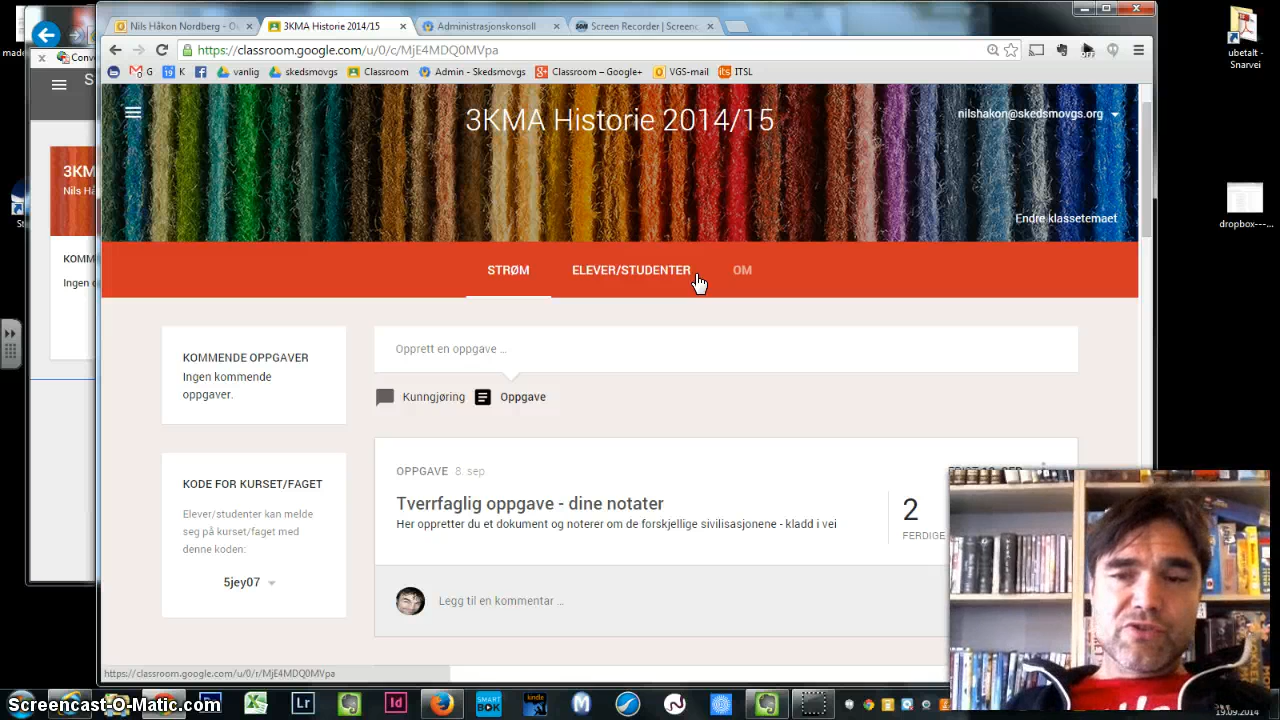 Nils Håkon Nordberg - O
3KMA Historie 2014/15
Administrasjonskonsoll
Screen Recorder | Screenc
https://classroom.google.com/u/0/c/MjE4MDQ0MVpa
G
K
vanlig
skedsmovgs
Classroom
Admin - Skedsmovgs
Classroom – Google+
VGS-mail
ITSL
3KMA Historie 2014/15
nilshakon@skedsmovgs.org
Endre klassetemaet
STRØM
ELEVER/STUDENTER
OM
KOMMENDE OPPGAVER
Ingen kommende
oppgaver.
Opprett en oppgave ...
Kunngjøring
Oppgave
KODE FOR KURSET/FAGET
Elever/studenter kan melde
seg på kurset/faget med
denne koden:
5jey07
OPPGAVE 8. sep
Tverrfaglig oppgave - dine notater
Her oppretter du et dokument og noterer om de forskjellige sivilisasjonene - kladd i vei
2
FERDIGE
Legg til en kommentar ...
https://classroom.google.com/u/0/r/MjE4MDQ0MVpa
made
Conv
S
3KM
Nils Hå
KOMM
Ingen o
ubetalt -
Snarvei
dropbox---...
Lr
Id
SMART
BOK
kindle
Screencast-O-Matic.com
19.09.2014